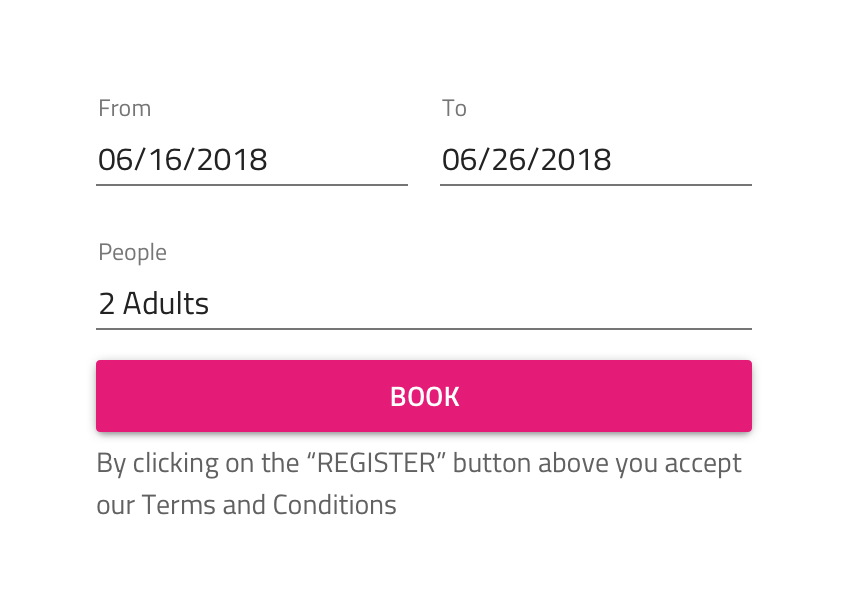 From
To
06/16/2018
06/26/2018
People
2 Adults
BOOK
By clicking on the “REGISTER” button above you accept
our Terms and Conditions